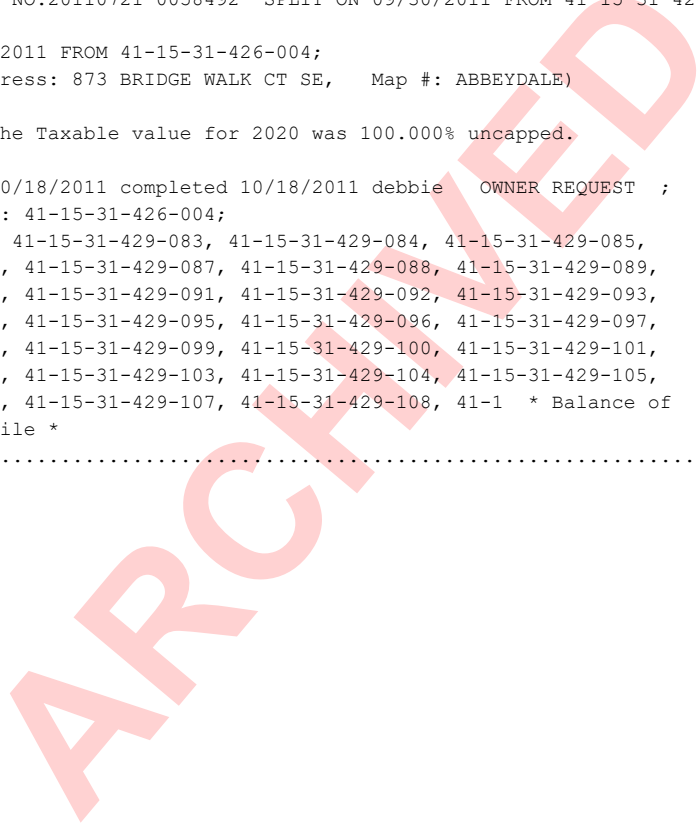 NO.20110721-0058492 SPLIT ON 09/30/2011 FROM 41-15-31-42
2011 FROM 41-15-31-426-004;
ress: 873 BRIDGE WALK CT SE, Map #: ABBEYDALE)
he Taxable value for 2020 was 100.000% uncapped.
0/18/2011 completed 10/18/2011 debbie OWNER REQUEST ;
: 41-15-31-426-004;
41-15-31-429-083, 41-15-31-429-084, 41-15-31-429-085,
, 41-15-31-429-087, 41-15-31-429-088, 41-15-31-429-089,
, 41-15-31-429-091, 41-15-31-429-092, 41-15-31-429-093,
, 41-15-31-429-095, 41-15-31-429-096, 41-15-31-429-097,
, 41-15-31-429-099, 41-15-31-429-100, 41-15-31-429-101,
, 41-15-31-429-103, 41-15-31-429-104, 41-15-31-429-105,
, 41-15-31-429-107, 41-15-31-429-108, 41-1 * Balance of
ile *
.........................................................
ARCHIVED